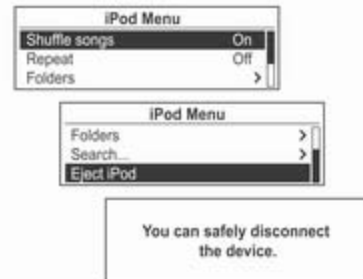 iPod Menu
Shuffle songs On
Repeat Off
Folders >
iPod Menu
Folders >
Search... >
Eject iPod
You can safely disconnect
the device.